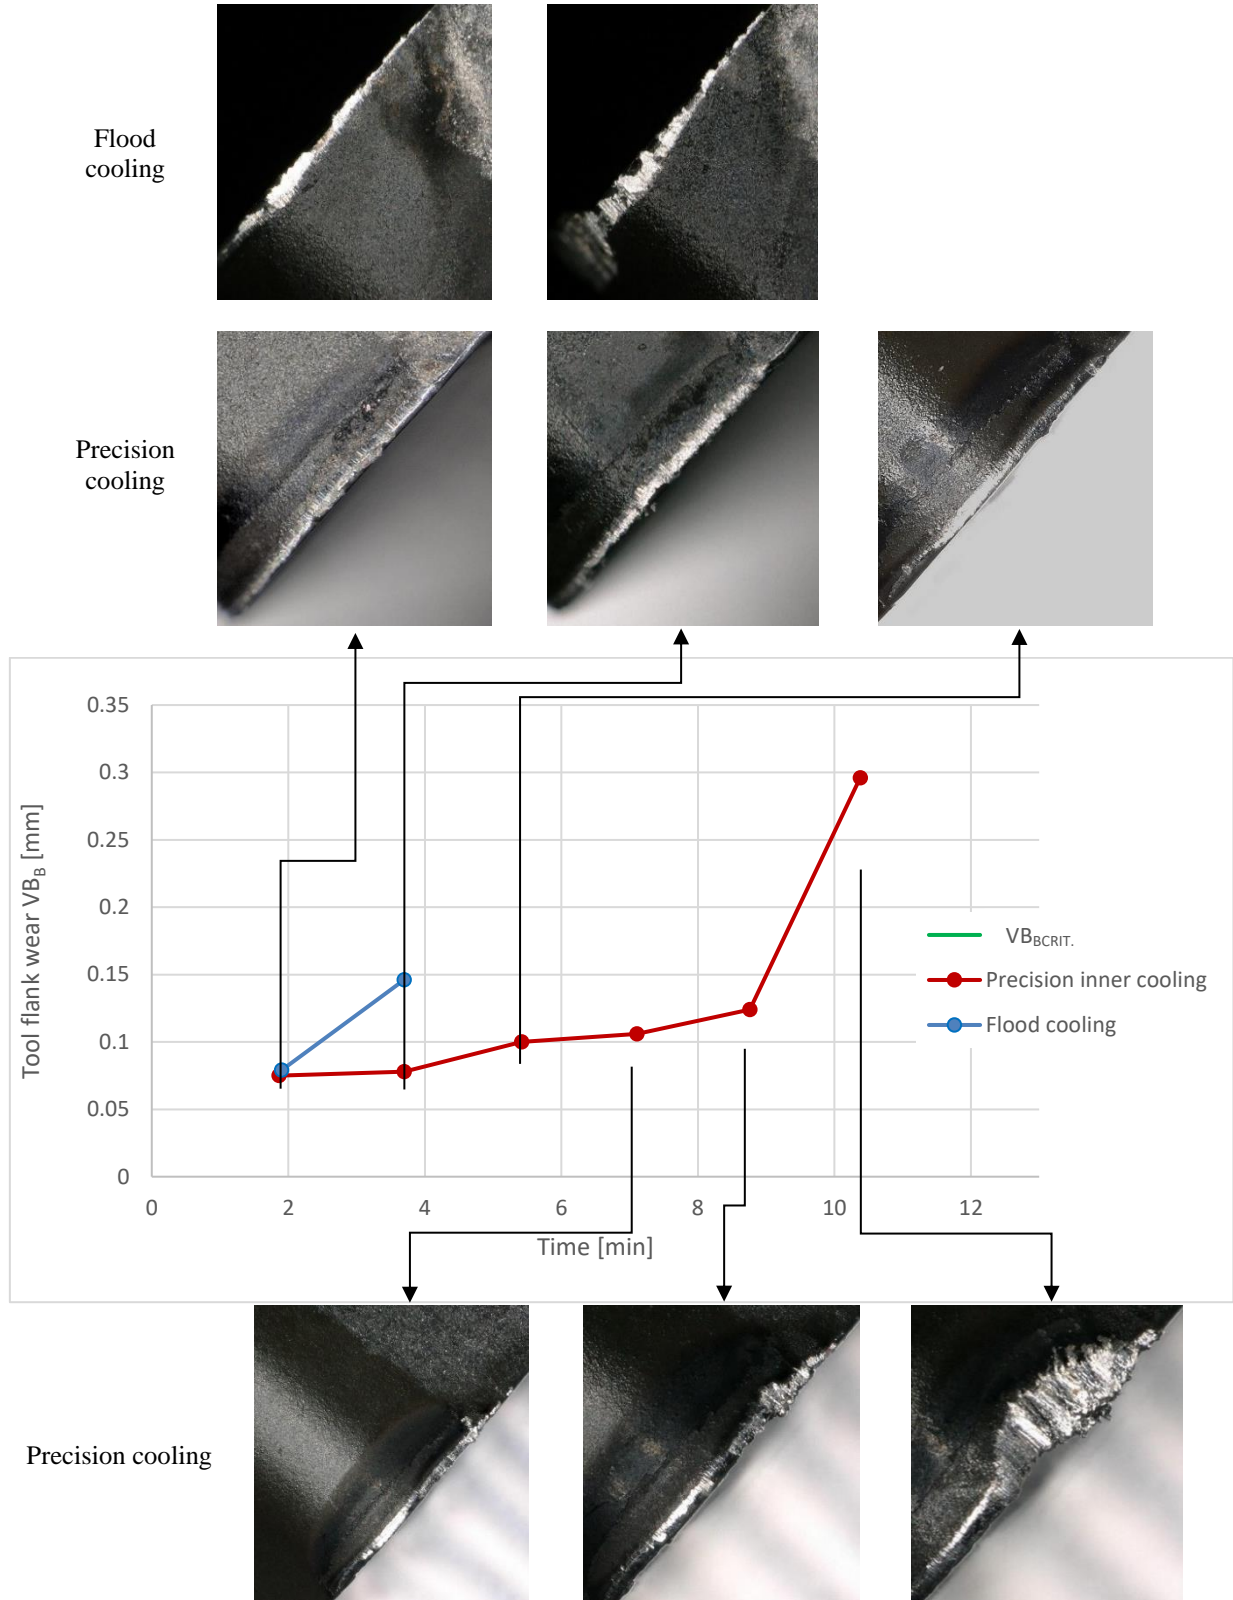 Flood
cooling
Precision
cooling
0.35
0.3
0.25
0.2
0.15
0.1
0.05
0
Tool flank wear VB_B [mm]
0 2 4 6 8 10 12
Time [min]
VB_BCRIT.
Precision inner cooling
Flood cooling
Precision cooling